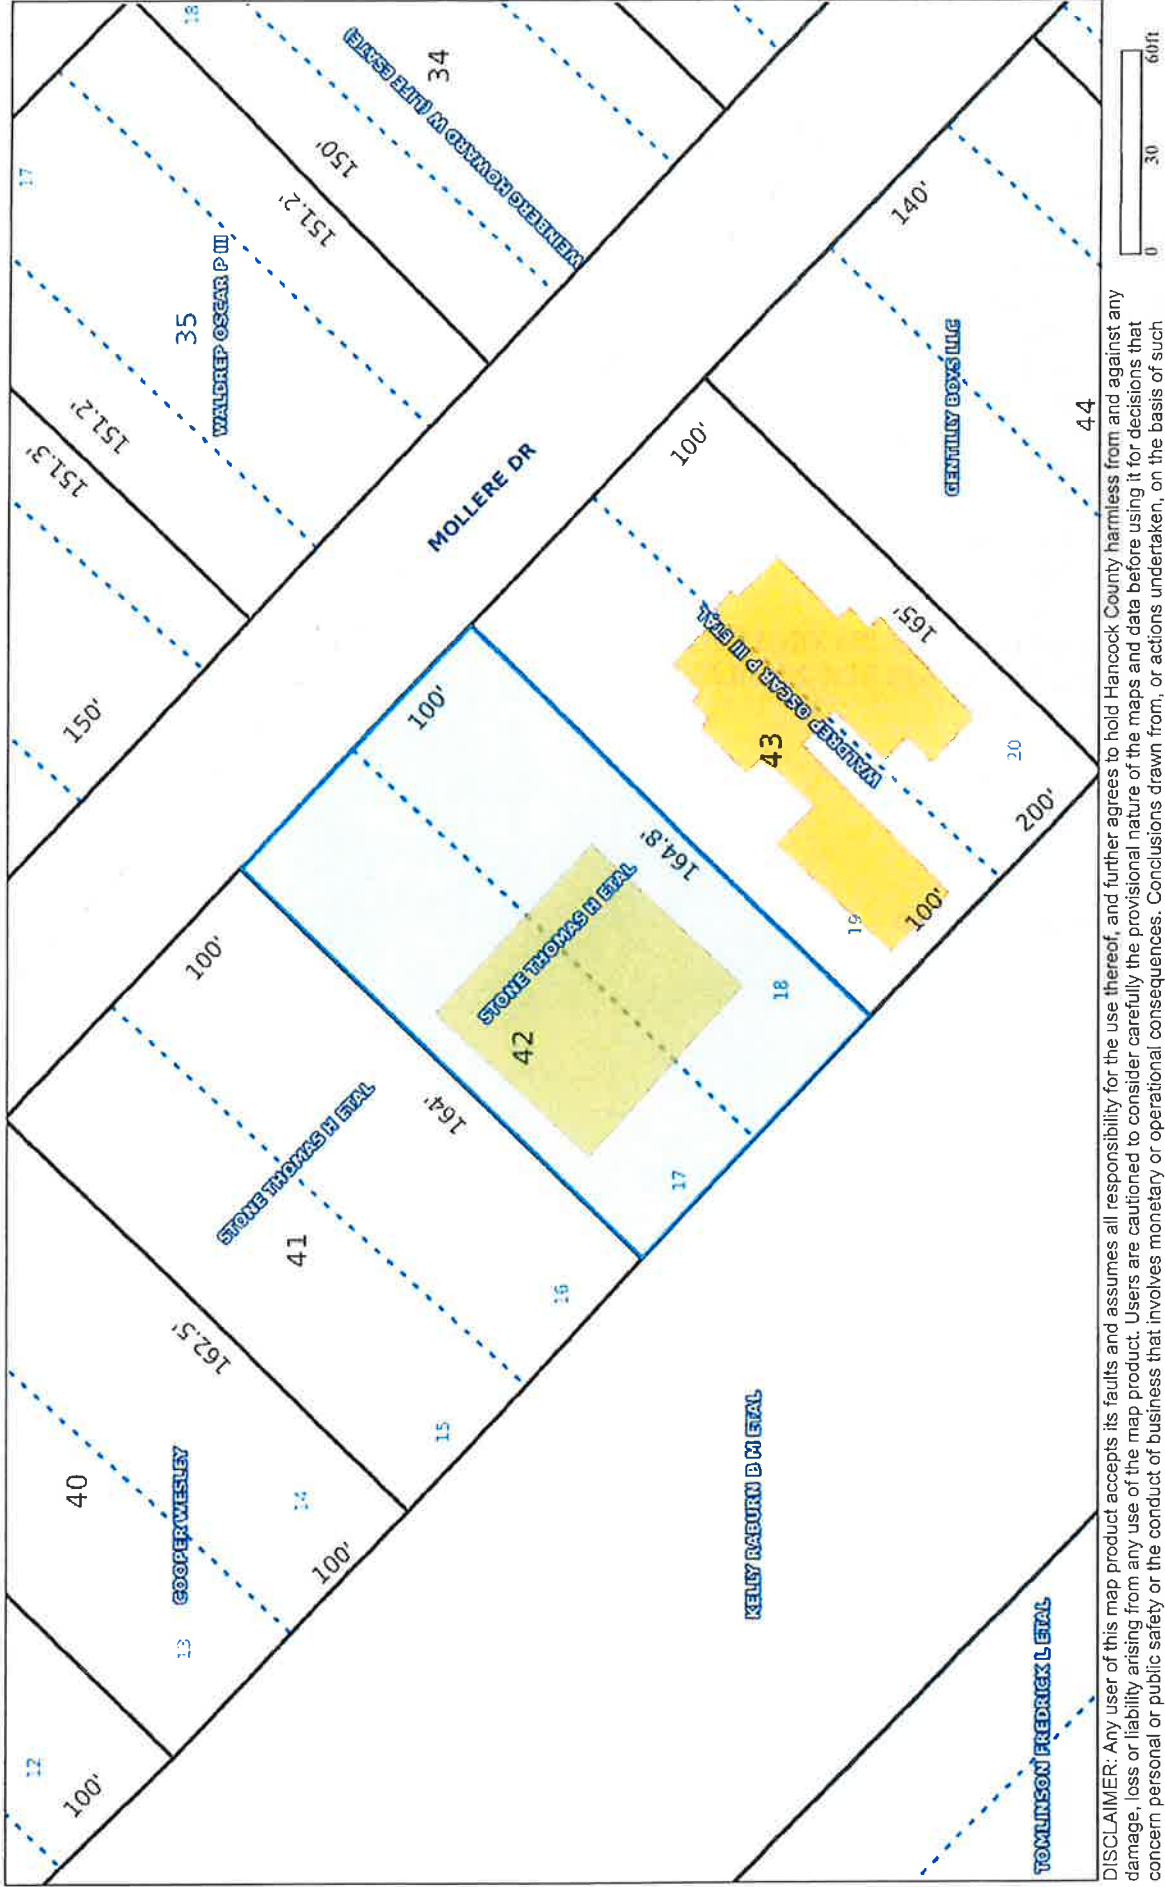 12
100'
13
COOPER WESLEY
40
14
100'
162.5'
15
41
STONE THOMAS H ETAL
16
100'
164'
17
42
STONE THOMAS H ETAL
18
100'
164.8'
19
100'
43
WALDREP OSCAR P III ETAL
165'
20
200'
100'
GENTILLY BOYS LLC
44
140'
MOLLERE DR
150'
151.3'
151.2'
35
WALDREP OSCAR P III
17
151.2'
150'
18
34
WEINBERG HOWARD W (LIFE ESATE)
KELLY RABURN B M ETAL
TOMLINSON FREDRICK L ETAL
0 30 60ft
DISCLAIMER: Any user of this map product accepts its faults and assumes all responsibility for the use thereof, and further agrees to hold Hancock County harmless from and against any
damage, loss or liability arising from any use of the map product. Users are cautioned to consider carefully the provisional nature of the maps and data before using it for decisions that
concern personal or public safety or the conduct of business that involves monetary or operational consequences. Conclusions drawn from, or actions undertaken, on the basis of such